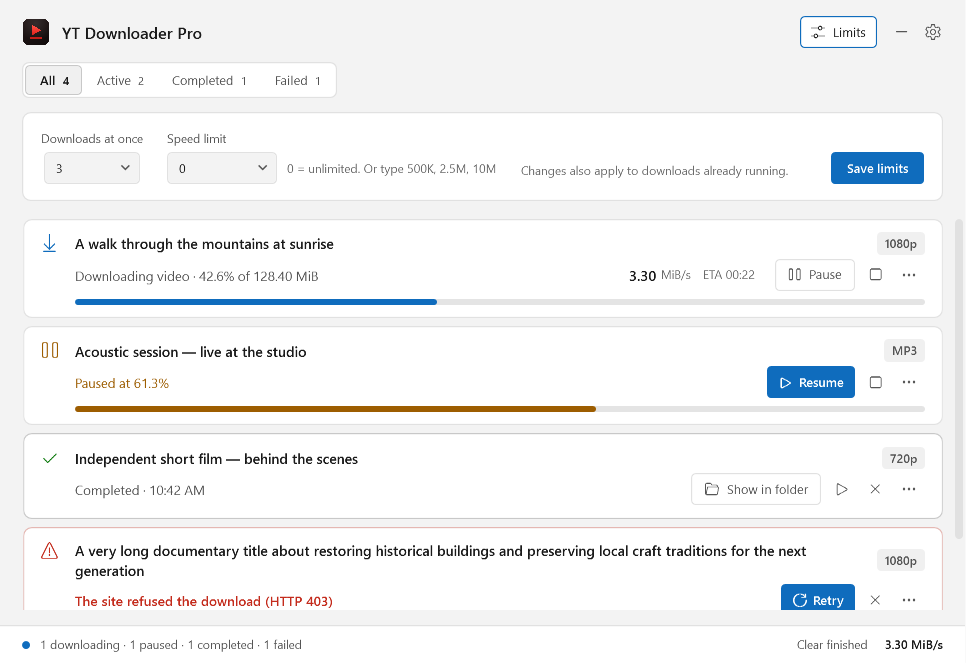 YT Downloader Pro
Limits
All 4
Active 2
Completed 1
Failed 1
Downloads at once
Speed limit
3
0
0 = unlimited. Or type 500K, 2.5M, 10M
Changes also apply to downloads already running.
Save limits
A walk through the mountains at sunrise
1080p
Downloading video · 42.6% of 128.40 MiB
3.30 MiB/s
ETA 00:22
Pause
Acoustic session — live at the studio
MP3
Paused at 61.3%
Resume
Independent short film — behind the scenes
720p
Completed · 10:42 AM
Show in folder
A very long documentary title about restoring historical buildings and preserving local craft traditions for the next
generation
1080p
The site refused the download (HTTP 403)
Retry
1 downloading · 1 paused · 1 completed · 1 failed
Clear finished
3.30 MiB/s